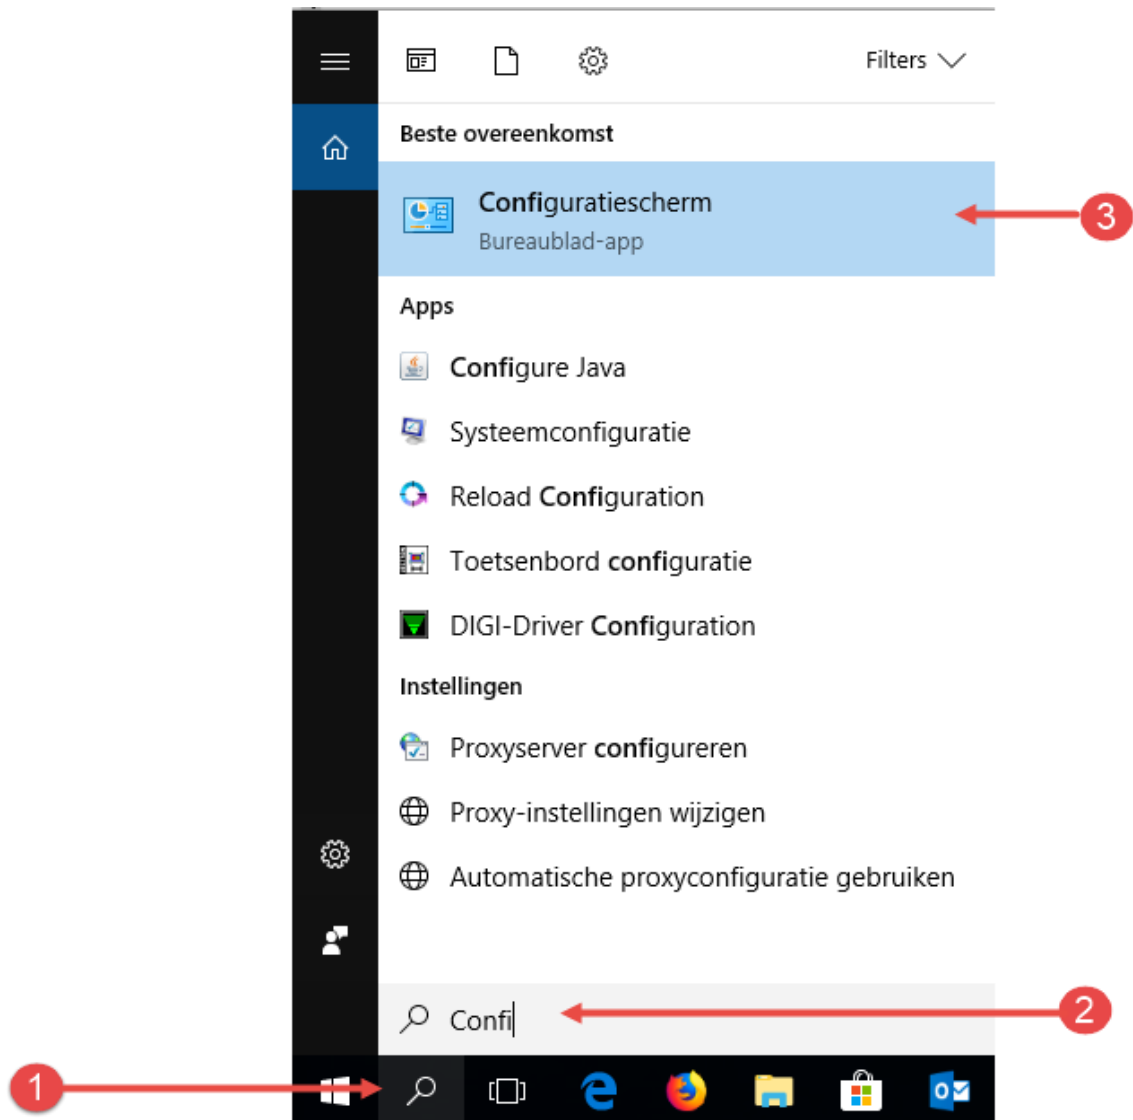 Filters
Beste overeenkomst
Configuratiescherm
Bureaublad-app
3
Apps
Configure Java
Systeemconfiguratie
Reload Configuration
Toetsenbord configuratie
DIGI-Driver Configuration
Instellingen
Proxyserver configureren
Proxy-instellingen wijzigen
Automatische proxyconfiguratie gebruiken
Confi
2
1